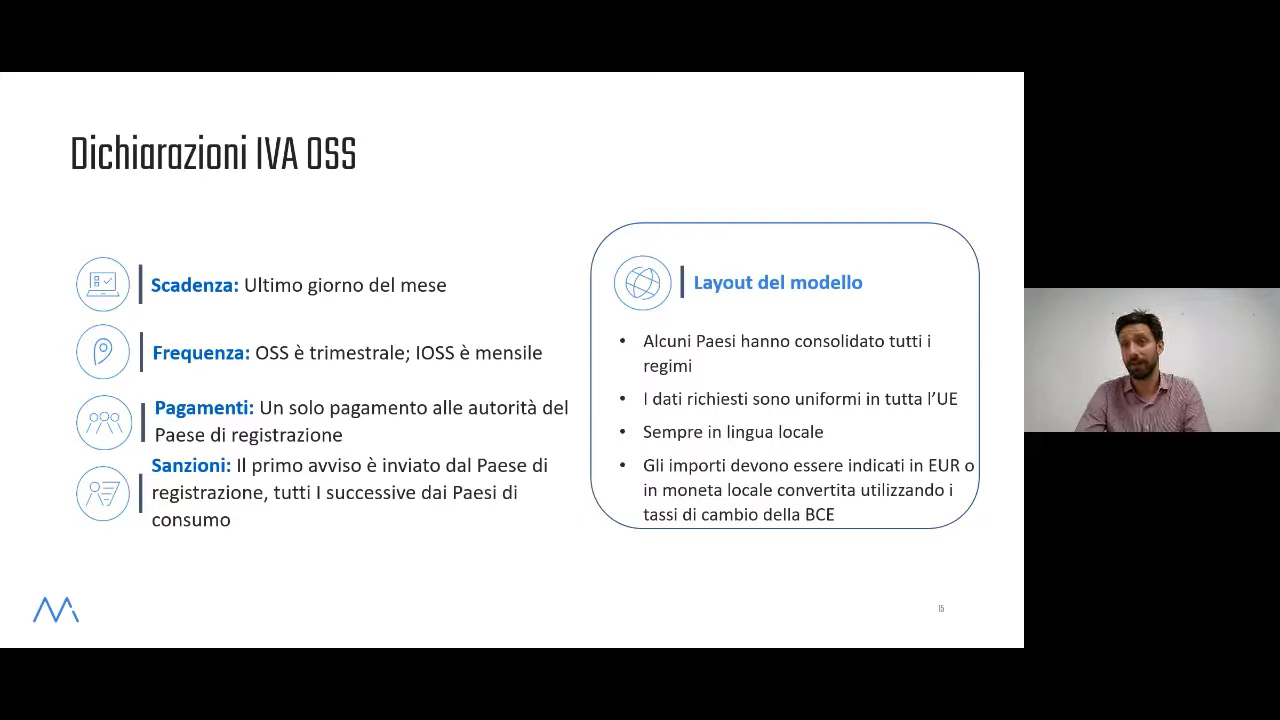 Dichiarazioni IVA OSS
Scadenza: Ultimo giorno del mese
Frequenza: OSS è trimestrale; IOSS è mensile
Pagamenti: Un solo pagamento alle autorità del
Paese di registrazione
Sanzioni: Il primo avviso è inviato dal Paese di
registrazione, tutti I successive dai Paesi di
consumo
Layout del modello
• Alcuni Paesi hanno consolidato tutti i
regimi
• I dati richiesti sono uniformi in tutta l’UE
• Sempre in lingua locale
• Gli importi devono essere indicati in EUR o
in moneta locale convertita utilizzando i
tassi di cambio della BCE
15